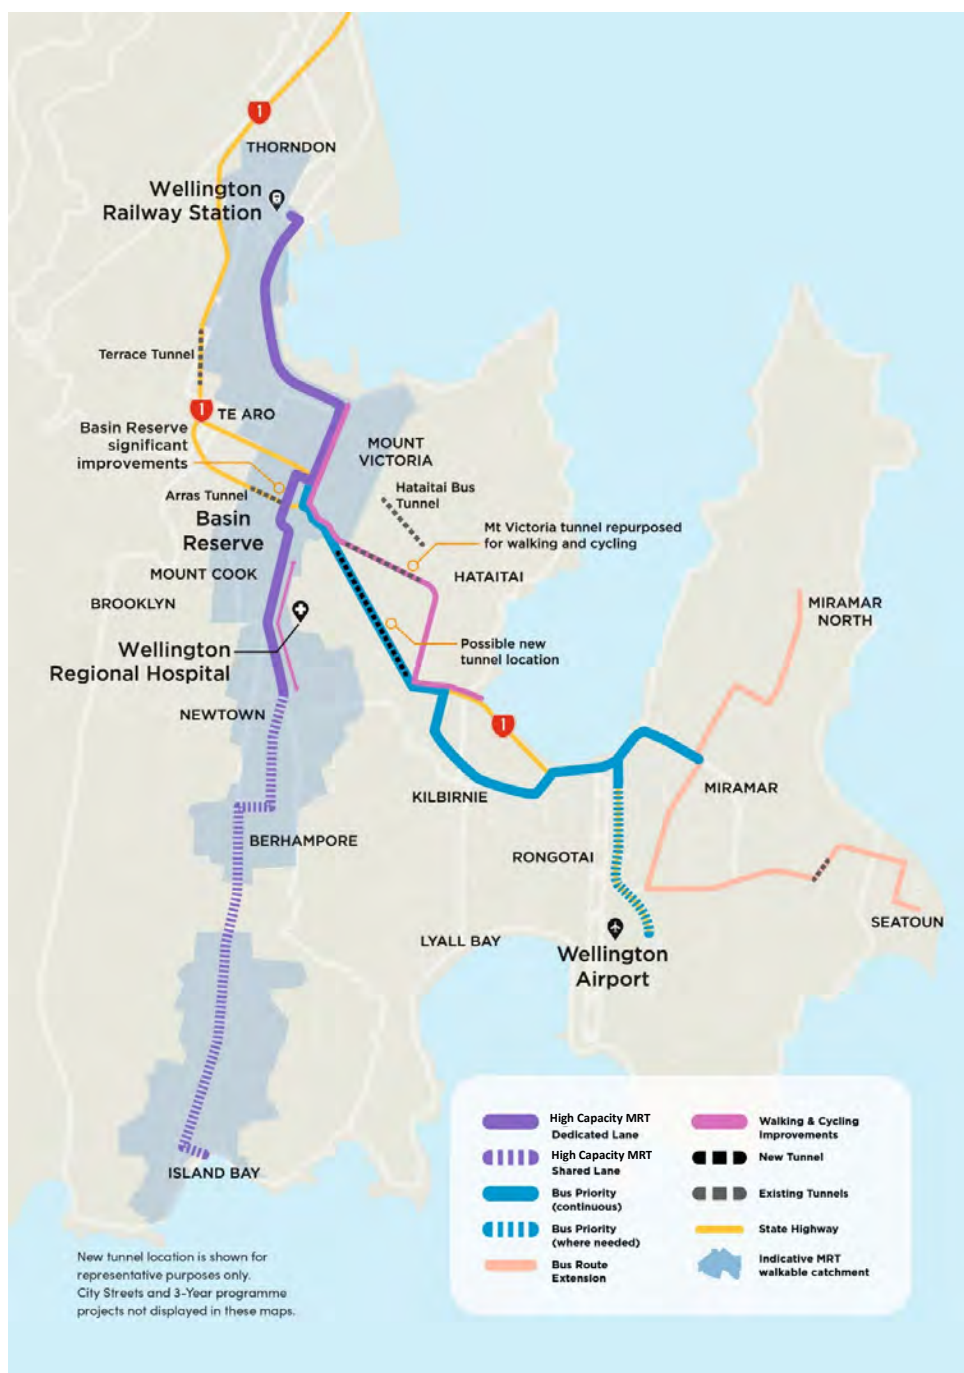 1
THORNDON
Wellington
Railway Station
Terrace Tunnel
1
TE ARO
Basin Reserve
significant
improvements
MOUNT
VICTORIA
Arras Tunnel
Hataitai Bus
Tunnel
Basin
Reserve
Mt Victoria tunnel repurposed
for walking and cycling
MOUNT COOK
HATAITAI
BROOKLYN
MIRAMAR
NORTH
Wellington
Regional Hospital
Possible new
tunnel location
NEWTOWN
1
KILBIRNIE
MIRAMAR
BERHAMPORE
RONGOTAI
SEATOUN
LYALL BAY
Wellington
Airport
ISLAND BAY
High Capacity MRT
Dedicated Lane
High Capacity MRT
Shared Lane
Bus Priority
(continuous)
Bus Priority
(where needed)
Bus Route
Extension
Walking & Cycling
Improvements
New Tunnel
Existing Tunnels
State Highway
Indicative MRT
walkable catchment
New tunnel location is shown for
representative purposes only.
City Streets and 3-Year programme
projects not displayed in these maps.